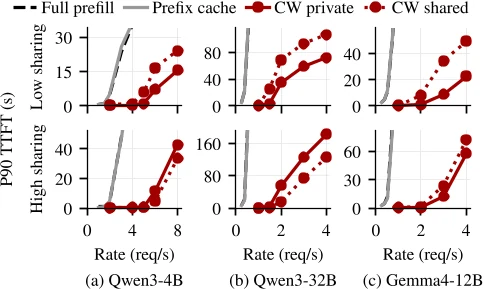 Full prefill Prefix cache CW private CW shared
P90 TTFT (s)
Low sharing
30
15
0
80
40
0
40
20
0
High sharing
40
20
0
160
80
0
60
30
0
0 4 8
0 2 4
0 2 4
Rate (req/s) Rate (req/s) Rate (req/s)
(a) Qwen3-4B (b) Qwen3-32B (c) Gemma4-12B